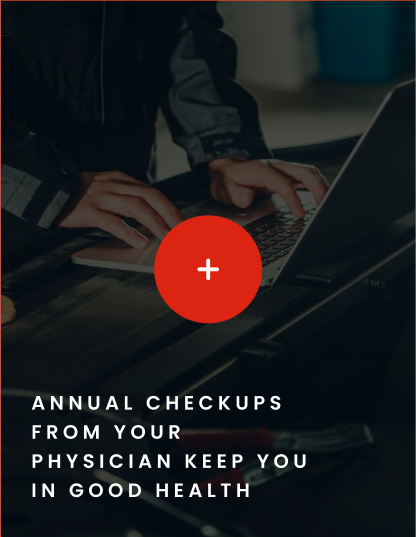 ANNUAL CHECKUPS
FROM YOUR
PHYSICIAN KEEP YOU
IN GOOD HEALTH